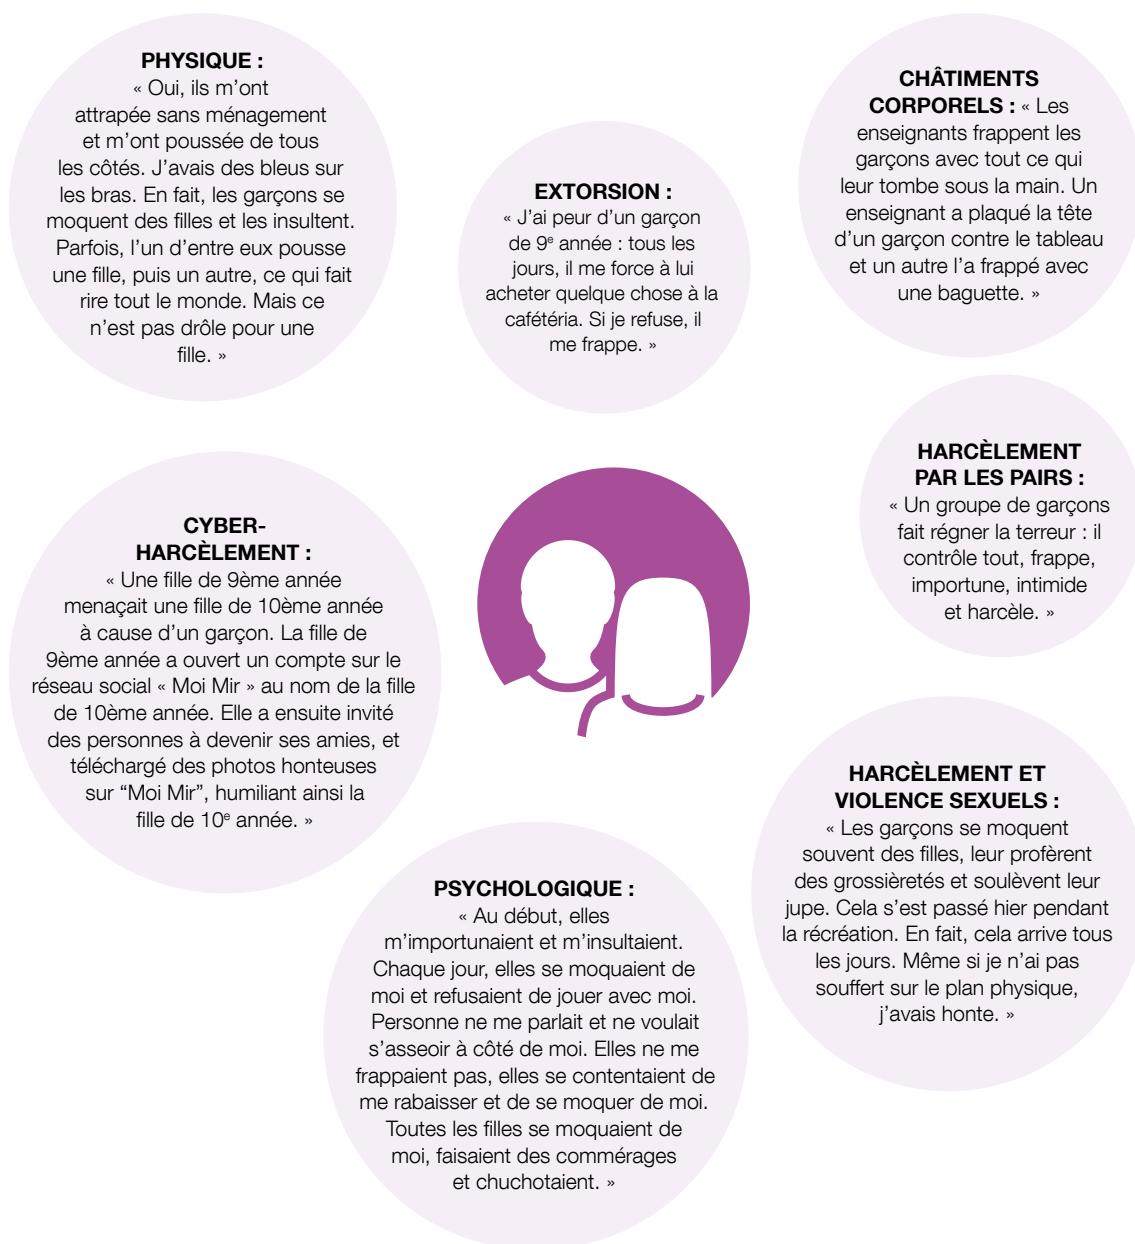 PHYSIQUE :
« Oui, ils m’ont
attrapée sans ménagement
et m’ont poussée de tous
les côtés. J’avais des bleus sur
les bras. En fait, les garçons se
moquent des filles et les insultent.
Parfois, l’un d’entre eux pousse
une fille, puis un autre, ce qui fait
rire tout le monde. Mais ce
n’est pas drôle pour une
fille. »
EXTORSION :
« J’ai peur d’un garçon
de 9e année : tous les
jours, il me force à lui
acheter quelque chose à la
cafétéria. Si je refuse, il
me frappe. »
CHÂTIMENTS
CORPORELS : « Les
enseignants frappent les
garçons avec tout ce qui
leur tombe sous la main. Un
enseignant a plaqué la tête
d’un garçon contre le tableau
et un autre l’a frappé avec
une baguette. »
HARCÈLEMENT
PAR LES PAIRS :
« Un groupe de garçons
fait régner la terreur : il
contrôle tout, frappe,
importune, intimide
et harcèle. »
CYBER-
HARCÈLEMENT :
« Une fille de 9ème année
menaçait une fille de 10ème année
à cause d’un garçon. La fille de
9ème année a ouvert un compte sur le
réseau social « Moi Mir » au nom de la fille
de 10ème année. Elle a ensuite invité
des personnes à devenir ses amies, et
téléchargé des photos honteuses
sur “Moi Mir”, humiliant ainsi la
fille de 10e année. »
HARCÈLEMENT ET
VIOLENCE SEXUELS :
« Les garçons se moquent
souvent des filles, leur profèrent
des grossièretés et soulèvent leur
jupe. Cela s’est passé hier pendant
la récréation. En fait, cela arrive tous
les jours. Même si je n’ai pas
souffert sur le plan physique,
j’avais honte. »
PSYCHOLOGIQUE :
« Au début, elles
m’importunaient et m’insultaient.
Chaque jour, elles se moquaient de
moi et refusaient de jouer avec moi.
Personne ne me parlait et ne voulait
s’asseoir à côté de moi. Elles ne me
frappaient pas, elles se contentaient de
me rabaisser et de se moquer de moi.
Toutes les filles se moquaient de
moi, faisaient des commérages
et chuchotaient. »